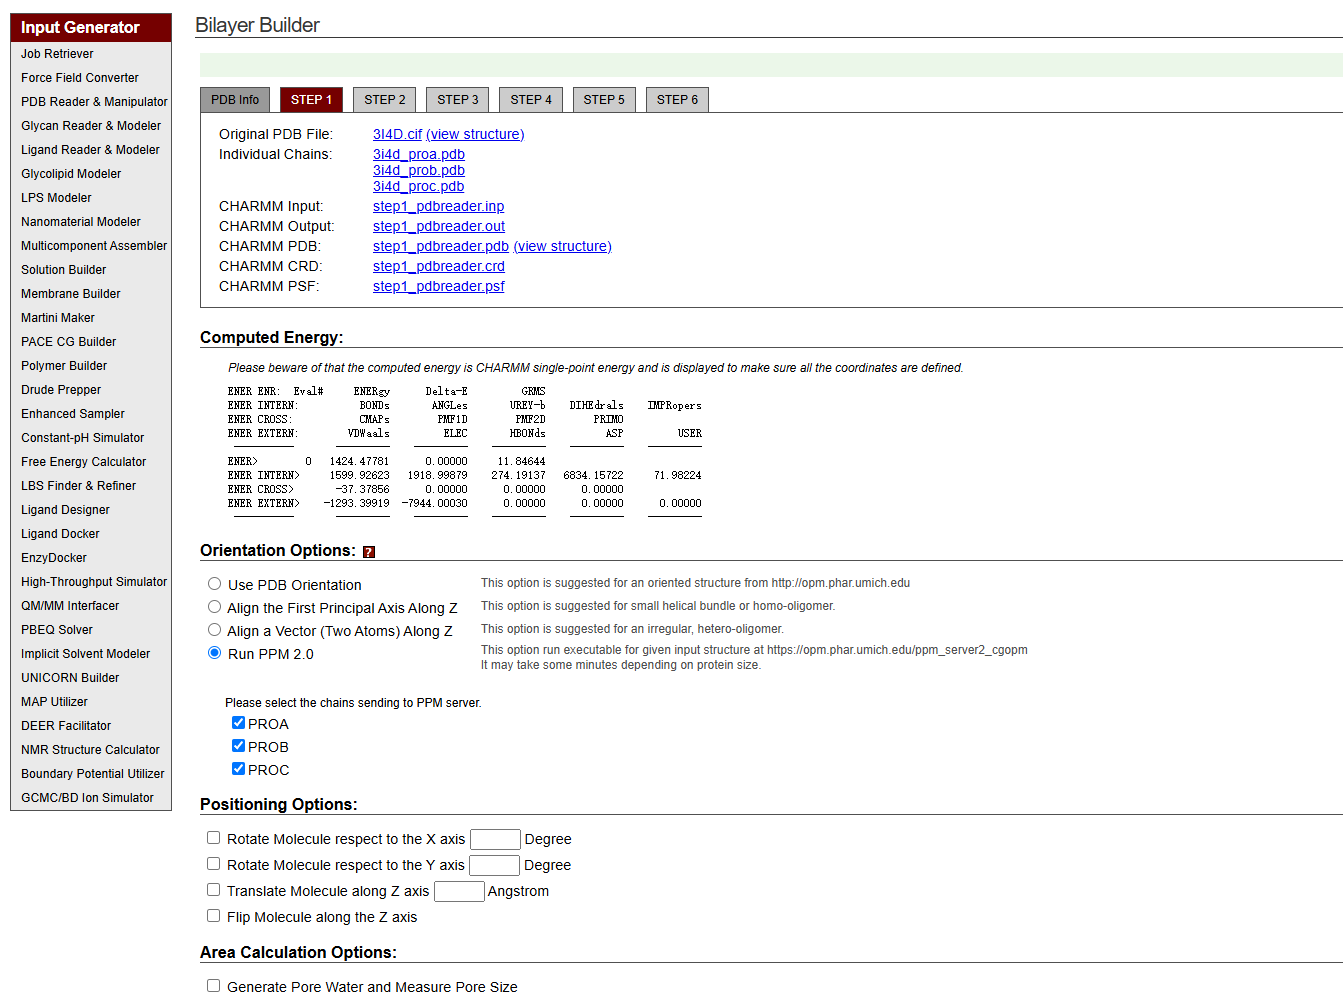 Input Generator
Job Retriever
Force Field Converter
PDB Reader & Manipulator
Glycan Reader & Modeler
Ligand Reader & Modeler
Glycolipid Modeler
LPS Modeler
Nanomaterial Modeler
Multicomponent Assembler
Solution Builder
Membrane Builder
Martini Maker
PACE CG Builder
Polymer Builder
Drude Prepper
Enhanced Sampler
Constant-pH Simulator
Free Energy Calculator
LBS Finder & Refiner
Ligand Designer
Ligand Docker
EnzyDocker
High-Throughput Simulator
QM/MM Interfacer
PBEQ Solver
Implicit Solvent Modeler
UNICORN Builder
MAP Utilizer
DEER Facilitator
NMR Structure Calculator
Boundary Potential Utilizer
GCMC/BD Ion Simulator
Bilayer Builder
PDB Info STEP 1 STEP 2 STEP 3 STEP 4 STEP 5 STEP 6
Original PDB File: 3I4D.cif (view structure)
Individual Chains: 3i4d_proa.pdb
3i4d_prob.pdb
3i4d_proc.pdb
CHARMM Input: step1_pdbreader.inp
CHARMM Output: step1_pdbreader.out
CHARMM PDB: step1_pdbreader.pdb (view structure)
CHARMM CRD: step1_pdbreader.crd
CHARMM PSF: step1_pdbreader.psf
Computed Energy:
Please beware of that the computed energy is CHARMM single-point energy and is displayed to make sure all the coordinates are defined.
ENER ENR: Eval# ENERgy Delta-E GRMS
ENER INTERN: BONDs ANGLes UREY-b DIHEdrals IMPRopers
ENER CROSS: CMAPs PMF1D PMF2D PRIMO
ENER EXTERN: VDWaals ELEC HBONds ASP USER
---------- --------- --------- --------- --------- ---------
ENER> 0 1424.47781 0.00000 11.84644
ENER INTERN> 1599.92623 1918.99879 274.19137 6834.15722 71.98224
ENER CROSS> -37.37856 0.00000 0.00000 0.00000
ENER EXTERN> -1293.39919 -7944.00030 0.00000 0.00000 0.00000
---------- --------- --------- --------- --------- ---------
Orientation Options: ?
Use PDB Orientation This option is suggested for an oriented structure from http://opm.phar.umich.edu
Align the First Principal Axis Along Z This option is suggested for small helical bundle or homo-oligomer.
Align a Vector (Two Atoms) Along Z This option is suggested for an irregular, hetero-oligomer.
Run PPM 2.0 This option run executable for given input structure at https://opm.phar.umich.edu/ppm_server2_cgopm
It may take some minutes depending on protein size.
Please select the chains sending to PPM server.
PROA
PROB
PROC
Positioning Options:
Rotate Molecule respect to the X axis Degree
Rotate Molecule respect to the Y axis Degree
Translate Molecule along Z axis Angstrom
Flip Molecule along the Z axis
Area Calculation Options:
Generate Pore Water and Measure Pore Size